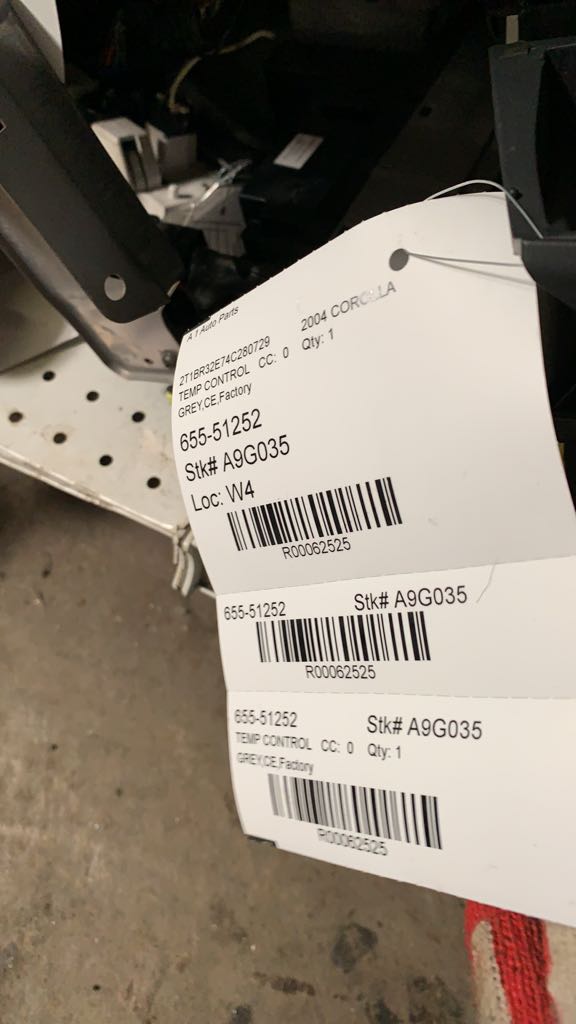 A 1 Auto Parts
2T1BR32E74C280729 2004 COROLLA
TEMP CONTROL CC: 0 Qty: 1
GREY,CE,Factory
655-51252
Stk# A9G035
Loc: W4
R00062525
655-51252 Stk# A9G035
R00062525
655-51252 Stk# A9G035
TEMP CONTROL CC: 0 Qty: 1
GREY,CE,Factory
R00062525